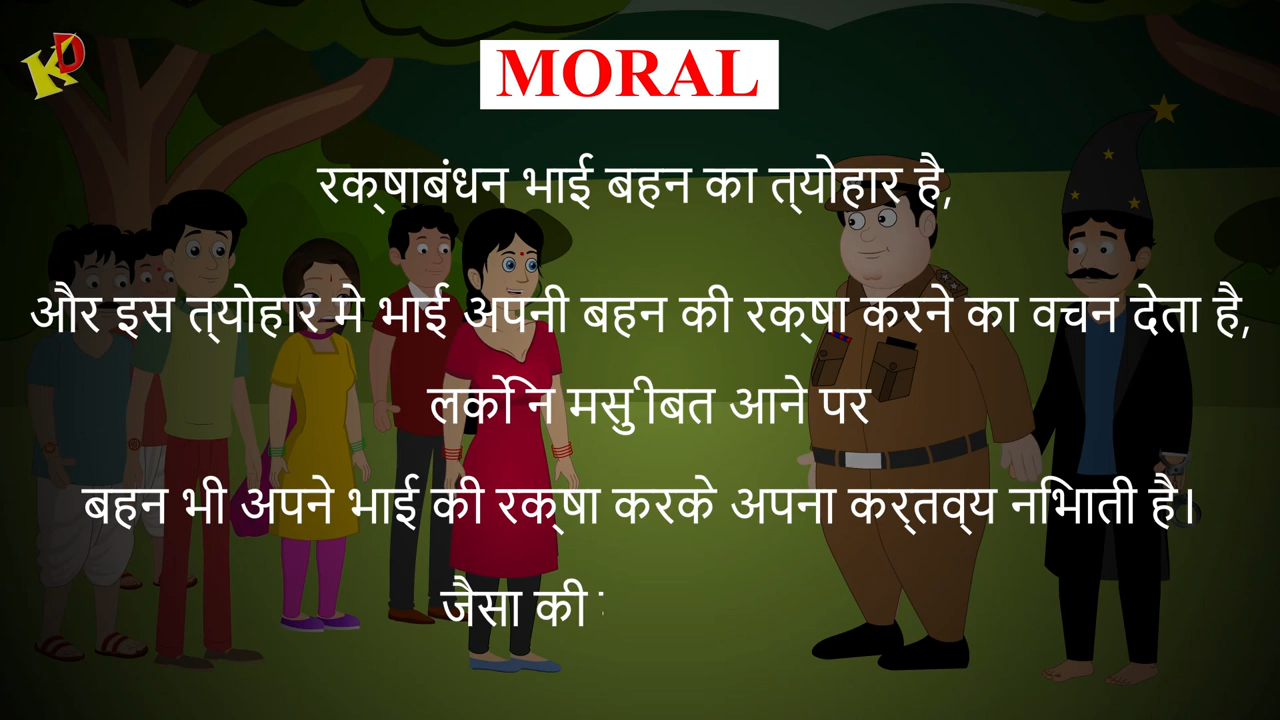 KD
MORAL
रक्षाबंधन भाई बहन का त्योहार है,
और इस त्योहार मे भाई अपनी बहन की रक्षा करने का वचन देता है,
लर्कोिन मसुीबत आने पर
बहन भी अपने भाई की रक्षा करके अपना कर्तव्य नभिाती है।
जैसा की